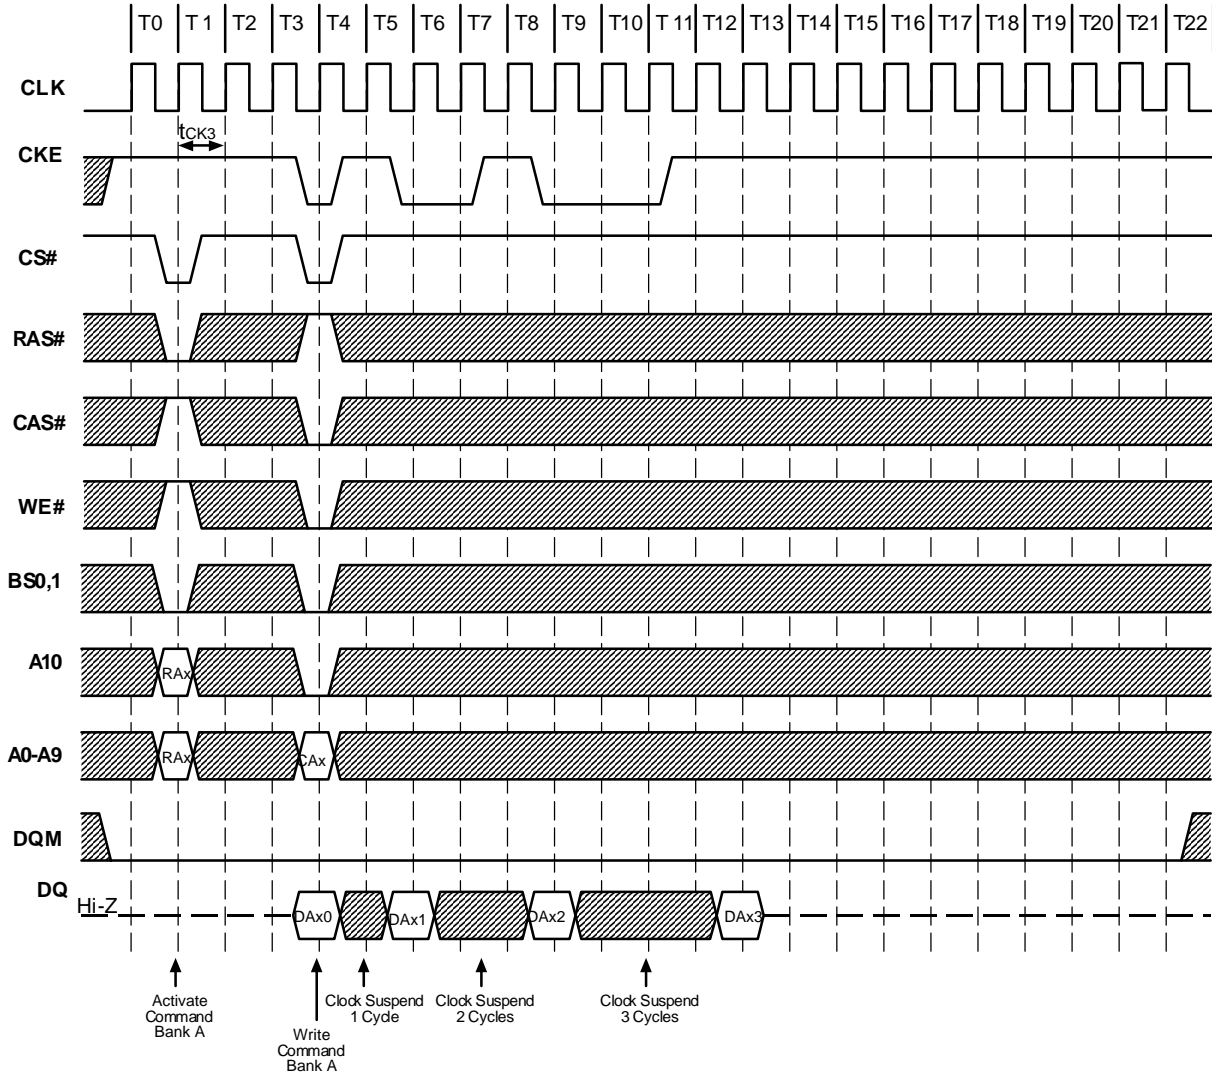 T0 T 1 T2 T3 T4 T5 T6 T7 T8 T9 T10 T 11 T12 T13 T14 T15 T16 T17 T18 T19 T20 T21 T22
CLK
tCK3
CKE
CS#
RAS#
CAS#
WE#
BS0,1
A10 RAx
A0-A9 RAx CAx
DQM
DQ
Hi-Z DAx0 DAx1 DAx2 DAx3
Activate
Command
Bank A
Write
Command
Bank A
Clock Suspend
1 Cycle
Clock Suspend
2 Cycles
Clock Suspend
3 Cycles